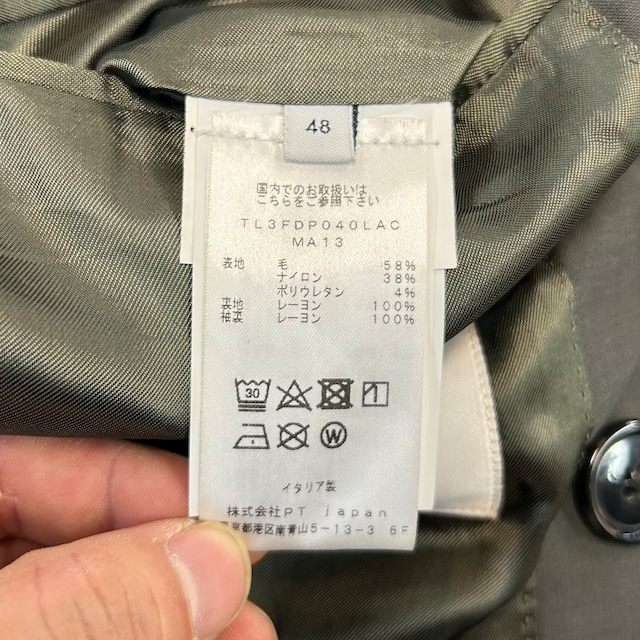 48
国内でのお取扱いは
こちらをご参照下さい
TL3FDP040LAC
MA13
表地 毛 58%
ナイロン 38%
ポリウレタン 4%
裏地 レーヨン 100%
袖裏 レーヨン 100%
30
W
イタリア製
株式会社PT japan
東京都港区南青山5-13-3 6F